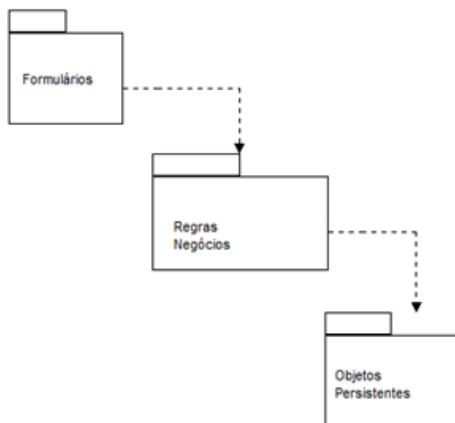 Formulários
Regras
Negócios
Objetos
Persistentes